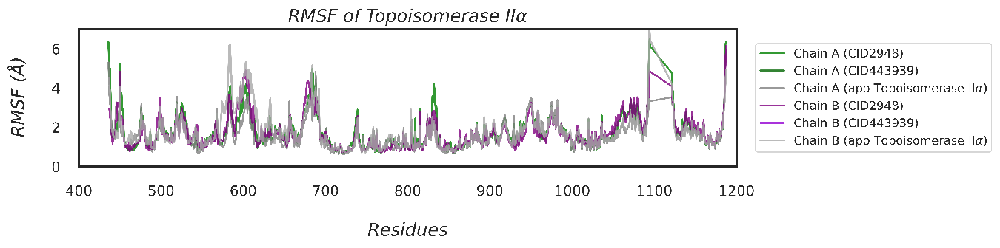 RMSF of Topoisomerase IIα
RMSF (Å)
6
4
2
0
400 500 600 700 800 900 1000 1100 1200
Residues
Chain A (CID2948)
Chain A (CID443939)
Chain A (apo Topoisomerase IIα)
Chain B (CID2948)
Chain B (CID443939)
Chain B (apo Topoisomerase IIα)